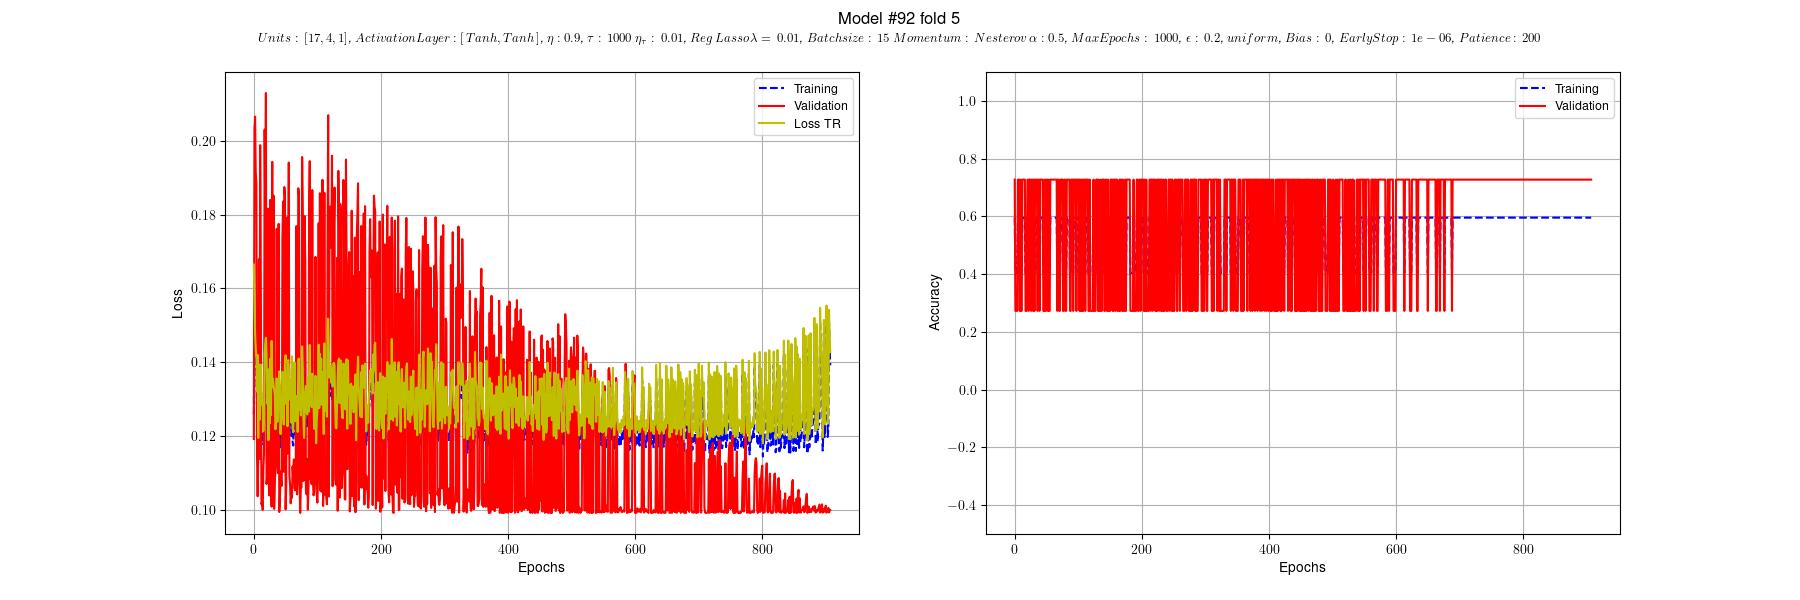 Model #92 fold 5
Units : [17, 4, 1], ActivationLayer : [Tanh, Tanh], η : 0.9, τ : 1000 η_τ : 0.01, Reg Lassoλ = 0.01, Batchsize : 15 Momentum : Nesterov α : 0.5, MaxEpochs : 1000, ϵ : 0.2, uniform, Bias : 0, EarlyStop : 1e − 06, Patience : 200
Loss
0.20
0.18
0.16
0.14
0.12
0.10
0 200 400 600 800
Epochs
Training
Validation
Loss TR
Accuracy
1.0
0.8
0.6
0.4
0.2
0.0
−0.2
−0.4
0 200 400 600 800
Epochs
Training
Validation